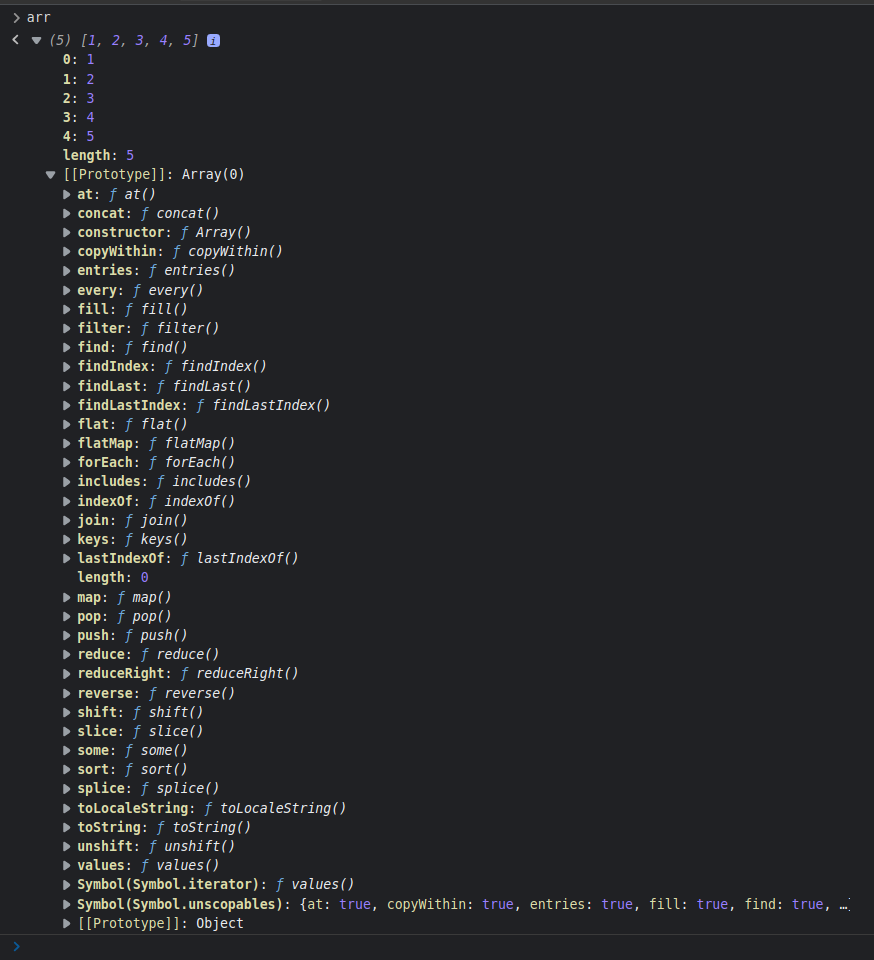 arr
(5) [1, 2, 3, 4, 5] i
0: 1
1: 2
2: 3
3: 4
4: 5
length: 5
[[Prototype]]: Array(0)
at: ƒ at()
concat: ƒ concat()
constructor: ƒ Array()
copyWithin: ƒ copyWithin()
entries: ƒ entries()
every: ƒ every()
fill: ƒ fill()
filter: ƒ filter()
find: ƒ find()
findIndex: ƒ findIndex()
findLast: ƒ findLast()
findLastIndex: ƒ findLastIndex()
flat: ƒ flat()
flatMap: ƒ flatMap()
forEach: ƒ forEach()
includes: ƒ includes()
indexOf: ƒ indexOf()
join: ƒ join()
keys: ƒ keys()
lastIndexOf: ƒ lastIndexOf()
length: 0
map: ƒ map()
pop: ƒ pop()
push: ƒ push()
reduce: ƒ reduce()
reduceRight: ƒ reduceRight()
reverse: ƒ reverse()
shift: ƒ shift()
slice: ƒ slice()
some: ƒ some()
sort: ƒ sort()
splice: ƒ splice()
toLocaleString: ƒ toLocaleString()
toString: ƒ toString()
unshift: ƒ unshift()
values: ƒ values()
Symbol(Symbol.iterator): ƒ values()
Symbol(Symbol.unscopables): {at: true, copyWithin: true, entries: true, fill: true, find: true, …}
[[Prototype]]: Object